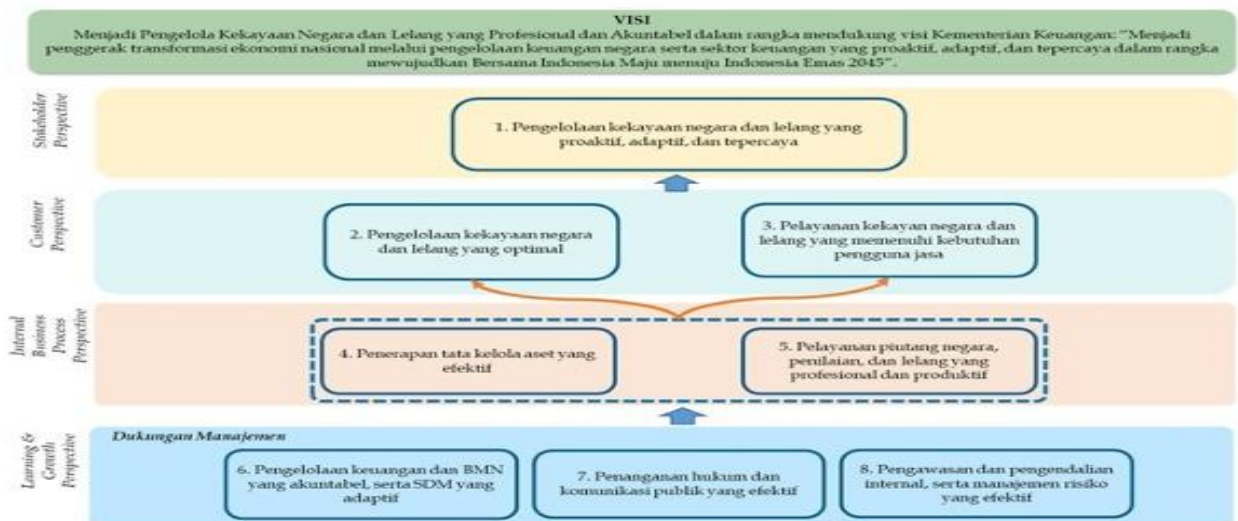 VISI
Menjadi Pengelola Kekayaan Negara dan Lelang yang Profesional dan Akuntabel dalam rangka mendukung visi Kementerian Keuangan: "Menjadi
penggerak transformasi ekonomi nasional melalui pengelolaan keuangan negara serta sektor keuangan yang proaktif, adaptif, dan tepercaya dalam rangka
mewujudkan Bersama Indonesia Maju menuju Indonesia Emas 2045".
Stakeholder
Perspective
1. Pengelolaan kekayaan negara dan lelang yang
proaktif, adaptif, dan tepercaya
Customer
Perspective
2. Pengelolaan kekayaan negara
dan lelang yang optimal
3. Pelayanan kekayan negara dan
lelang yang memenuhi kebutuhan
pengguna jasa
Internal
Business
Process
Perspective
4. Penerapan tata kelola aset yang
efektif
5. Pelayanan piutang negara,
penilaian, dan lelang yang
profesional dan produktif
Learning &
Growth
Perspective
Dukungan Manajemen
6. Pengelolaan keuangan dan BMN
yang akuntabel, serta SDM yang
adaptif
7. Penanganan hukum dan
komunikasi publik yang efektif
8. Pengawasan dan pengendalian
internal, serta manajemen risiko
yang efektif